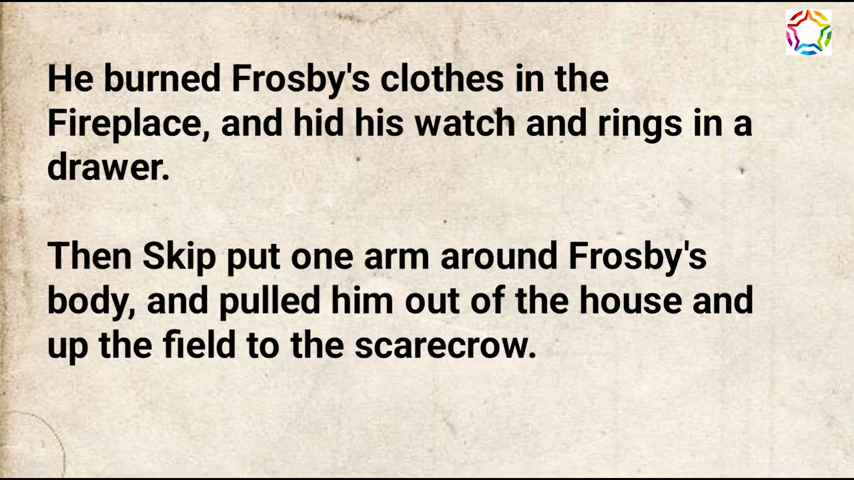 He burned Frosby's clothes in the
Fireplace, and hid his watch and rings in a
drawer.
Then Skip put one arm around Frosby's
body, and pulled him out of the house and
up the field to the scarecrow.